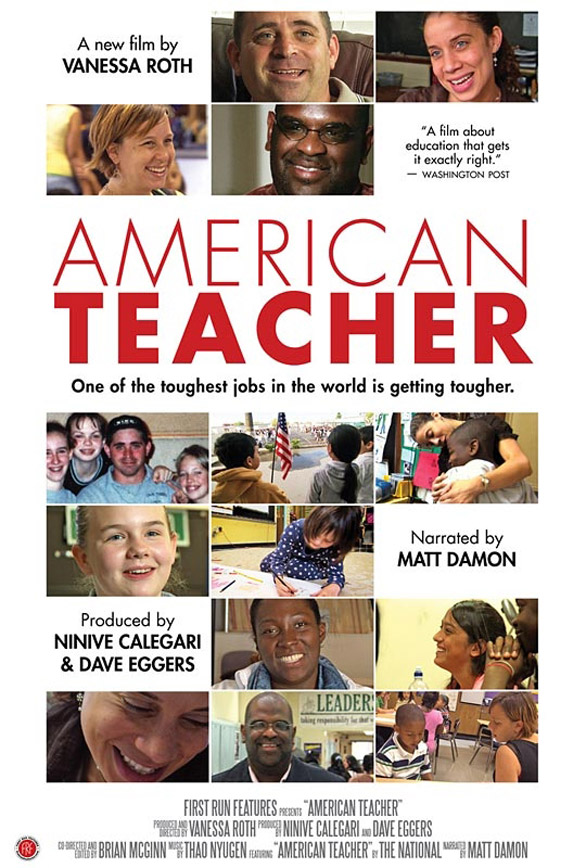 A new film by
VANESSA ROTH
"A film about
education that gets
it exactly right."
— WASHINGTON POST
AMERICAN
TEACHER
One of the toughest jobs in the world is getting tougher.
Narrated by
MATT DAMON
Produced by
NINIVE CALEGARI
& DAVE EGGERS
LEADER
taking responsibility for
FIRST RUN FEATURES PRESENTS "AMERICAN TEACHER"
PRODUCED AND DIRECTED BY VANESSA ROTH PRODUCED BY NINIVE CALEGARI AND DAVE EGGERS
CO-DIRECTED AND EDITED BY BRIAN MCGINN MUSIC BY THAO NYUGEN FEATURING "AMERICAN TEACHER" BY THE NATIONAL NARRATED BY MATT DAMON